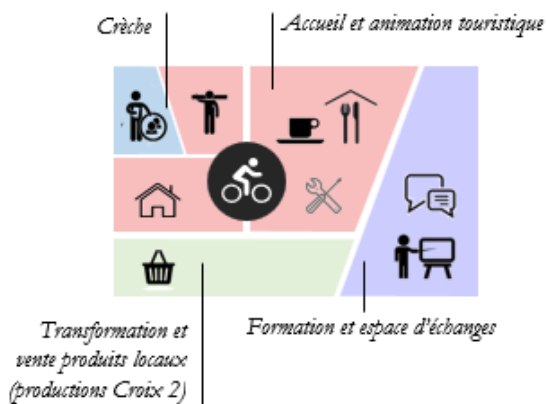 Crèche
Accueil et animation touristique
Formation et espace d'échanges
Transformation et
vente produits locaux
(productions Croix 2)